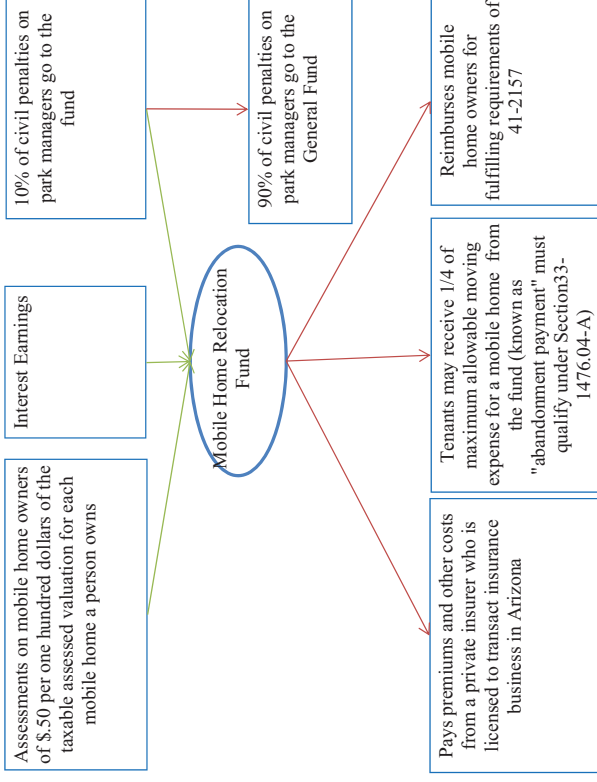 Assessments on mobile home owners
of $.50 per one hundred dollars of the
taxable assessed valuation for each
mobile home a person owns
Interest Earnings
10% of civil penalties on
park managers go to the
fund
Mobile Home Relocation
Fund
90% of civil penalties on
park managers go to the
General Fund
Pays premiums and other costs
from a private insurer who is
licensed to transact insurance
business in Arizona
Tenants may receive 1/4 of
maximum allowable moving
expense for a mobile home from
the fund (known as
"abandonment payment" must
qualify under Section33-
1476.04-A)
Reimburses mobile
home owners for
fulfilling requirements of
41-2157